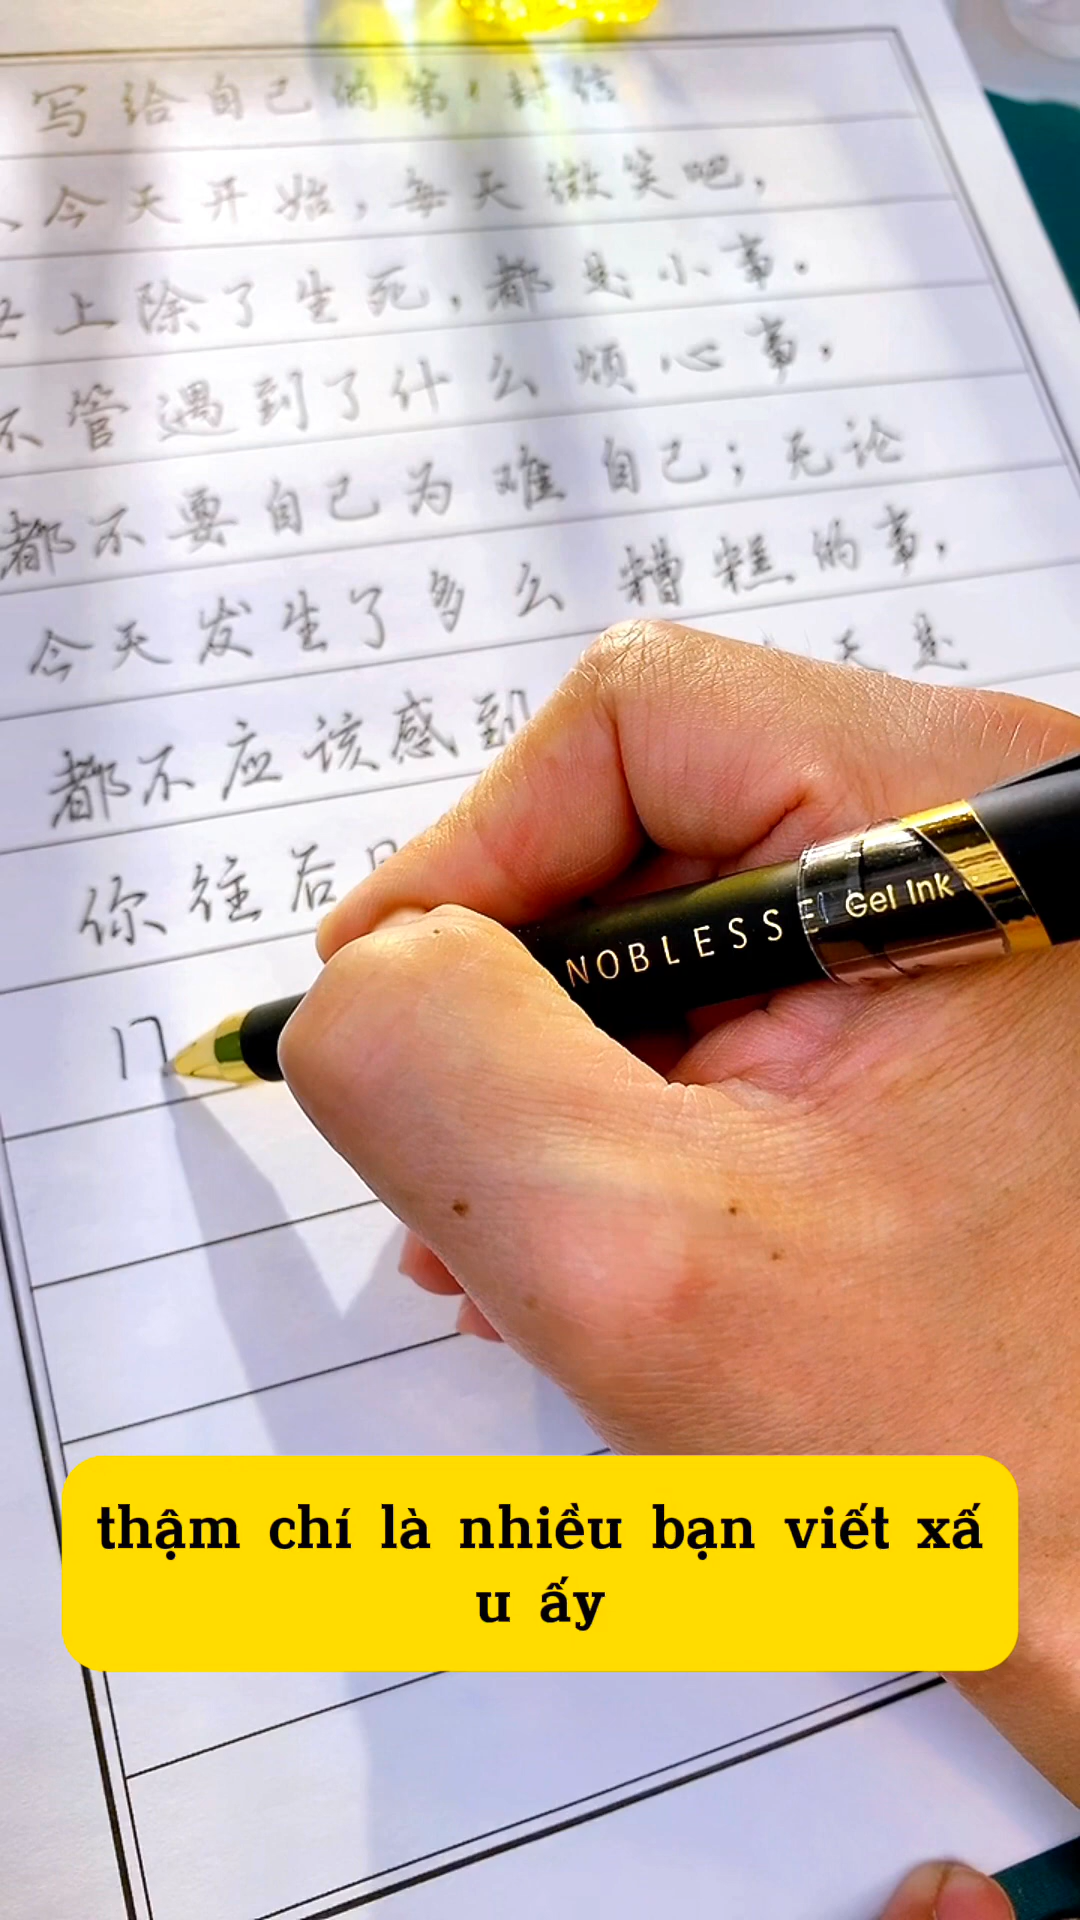 写给自己的第1封信
今天开始，每天微笑吧，
世上除了生死，都是小事。
不管遇到了什么烦心事，
都不要自己为难自己；无论
今天发生了多么糟糕的事，
天是
都不应该感到
你往后
NOBLESSE Gel Ink
thậm chí là nhiều bạn viết xấ
u ấy